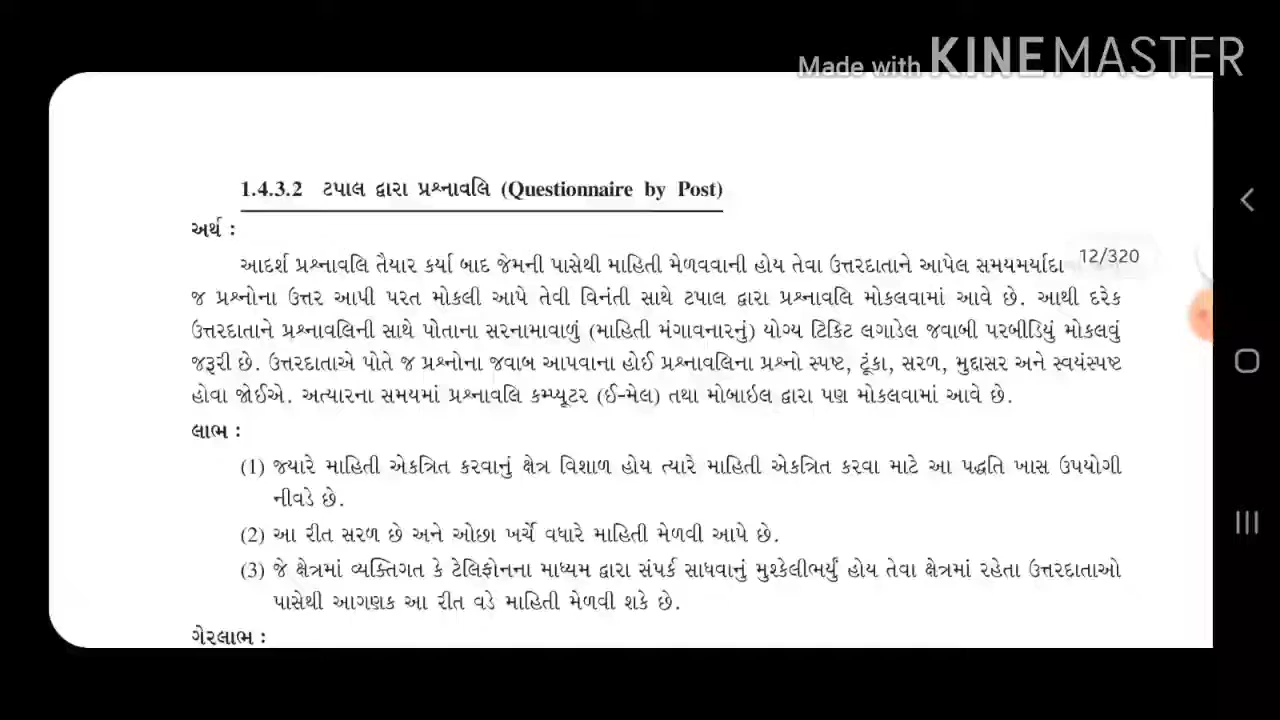 Made with KINEMASTER
1.4.3.2 ટપાલ દ્વારા પ્રશ્નાવલિ (Questionnaire by Post)
અર્થ :
12/320
આદર્શ પ્રશ્નાવલિ તૈયાર કર્યા બાદ જેમની પાસેથી માહિતી મેળવવાની હોય તેવા ઉત્તરદાતાને આપેલ સમયમર્યાદા
જ પ્રશ્નોના ઉત્તર આપી પરત મોકલી આપે તેવી વિનંતી સાથે ટપાલ દ્વારા પ્રશ્નાવલિ મોકલવામાં આવે છે. આથી દરેક
ઉત્તરદાતાને પ્રશ્નાવલિની સાથે પોતાના સરનામાવાળું (માહિતી મંગાવનારનું) યોગ્ય ટિકિટ લગાડેલ જવાબી પરબીડિયું મોકલવું
જરૂરી છે. ઉત્તરદાતાએ પોતે જ પ્રશ્નોના જવાબ આપવાના હોઈ પ્રશ્નાવલિના પ્રશ્નો સ્પષ્ટ, ટૂંકા, સરળ, મુદ્દાસર અને સ્વયંસ્પષ્ટ
હોવા જોઈએ. અત્યારના સમયમાં પ્રશ્નાવલિ કમ્પ્યૂટર (ઈ-મેલ) તથા મોબાઇલ દ્વારા પણ મોકલવામાં આવે છે.
લાભ :
(1) જ્યારે માહિતી એકત્રિત કરવાનું ક્ષેત્ર વિશાળ હોય ત્યારે માહિતી એકત્રિત કરવા માટે આ પદ્ધતિ ખાસ ઉપયોગી
નીવડે છે.
(2) આ રીત સરળ છે અને ઓછા ખર્ચે વધારે માહિતી મેળવી આપે છે.
(3) જે ક્ષેત્રમાં વ્યક્તિગત કે ટેલિફોનના માધ્યમ દ્વારા સંપર્ક સાધવાનું મુશ્કેલીભર્યું હોય તેવા ક્ષેત્રમાં રહેતા ઉત્તરદાતાઓ
પાસેથી આગણક આ રીત વડે માહિતી મેળવી શકે છે.
ગેરલાભ :